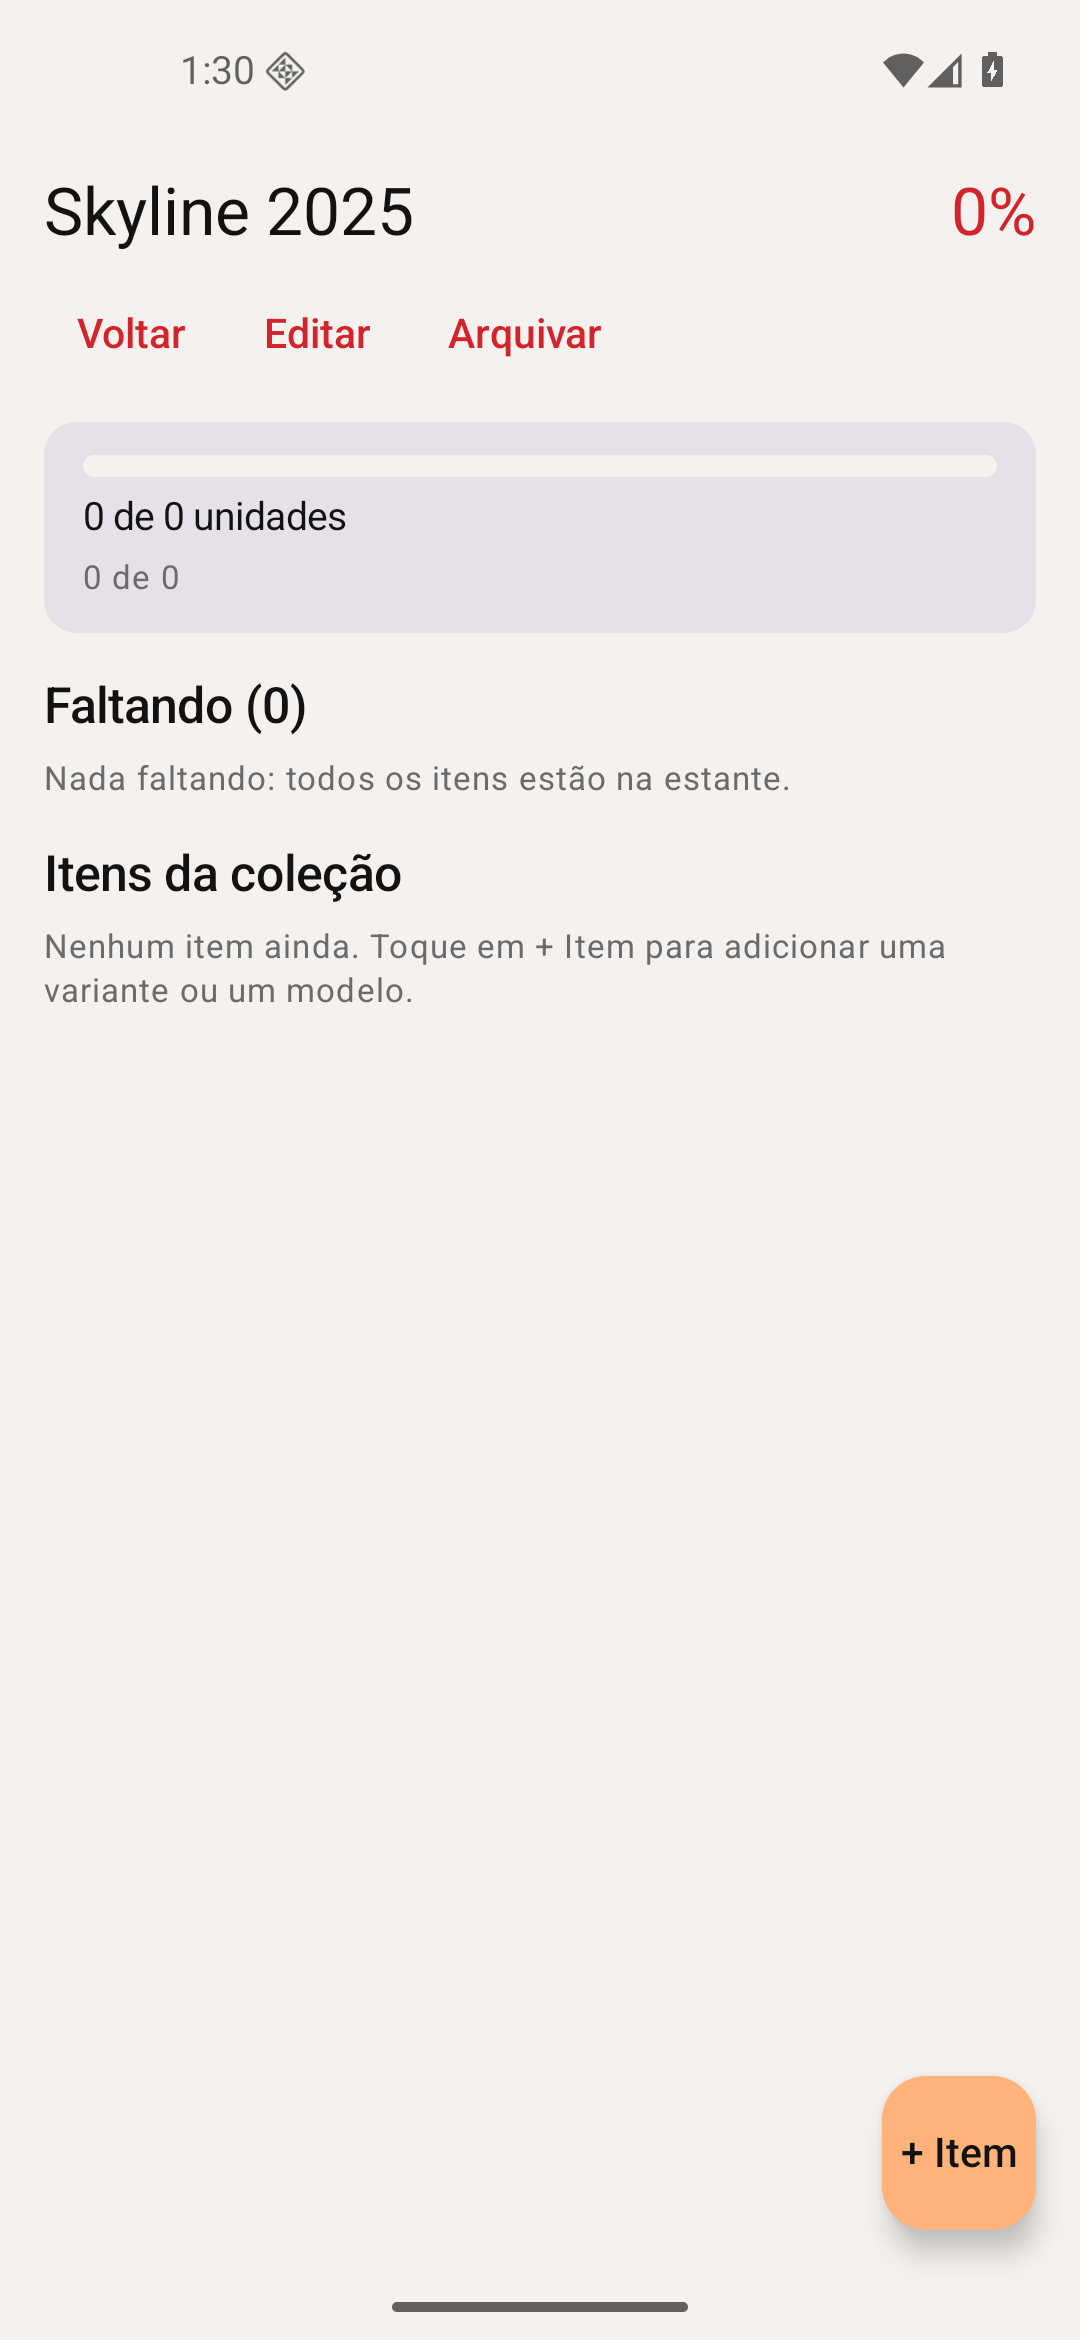 1:30
Skyline 2025
0%
Voltar
Editar
Arquivar
0 de 0 unidades
0 de 0
Faltando (0)
Nada faltando: todos os itens estão na estante.
Itens da coleção
Nenhum item ainda. Toque em + Item para adicionar uma
variante ou um modelo.
+ Item